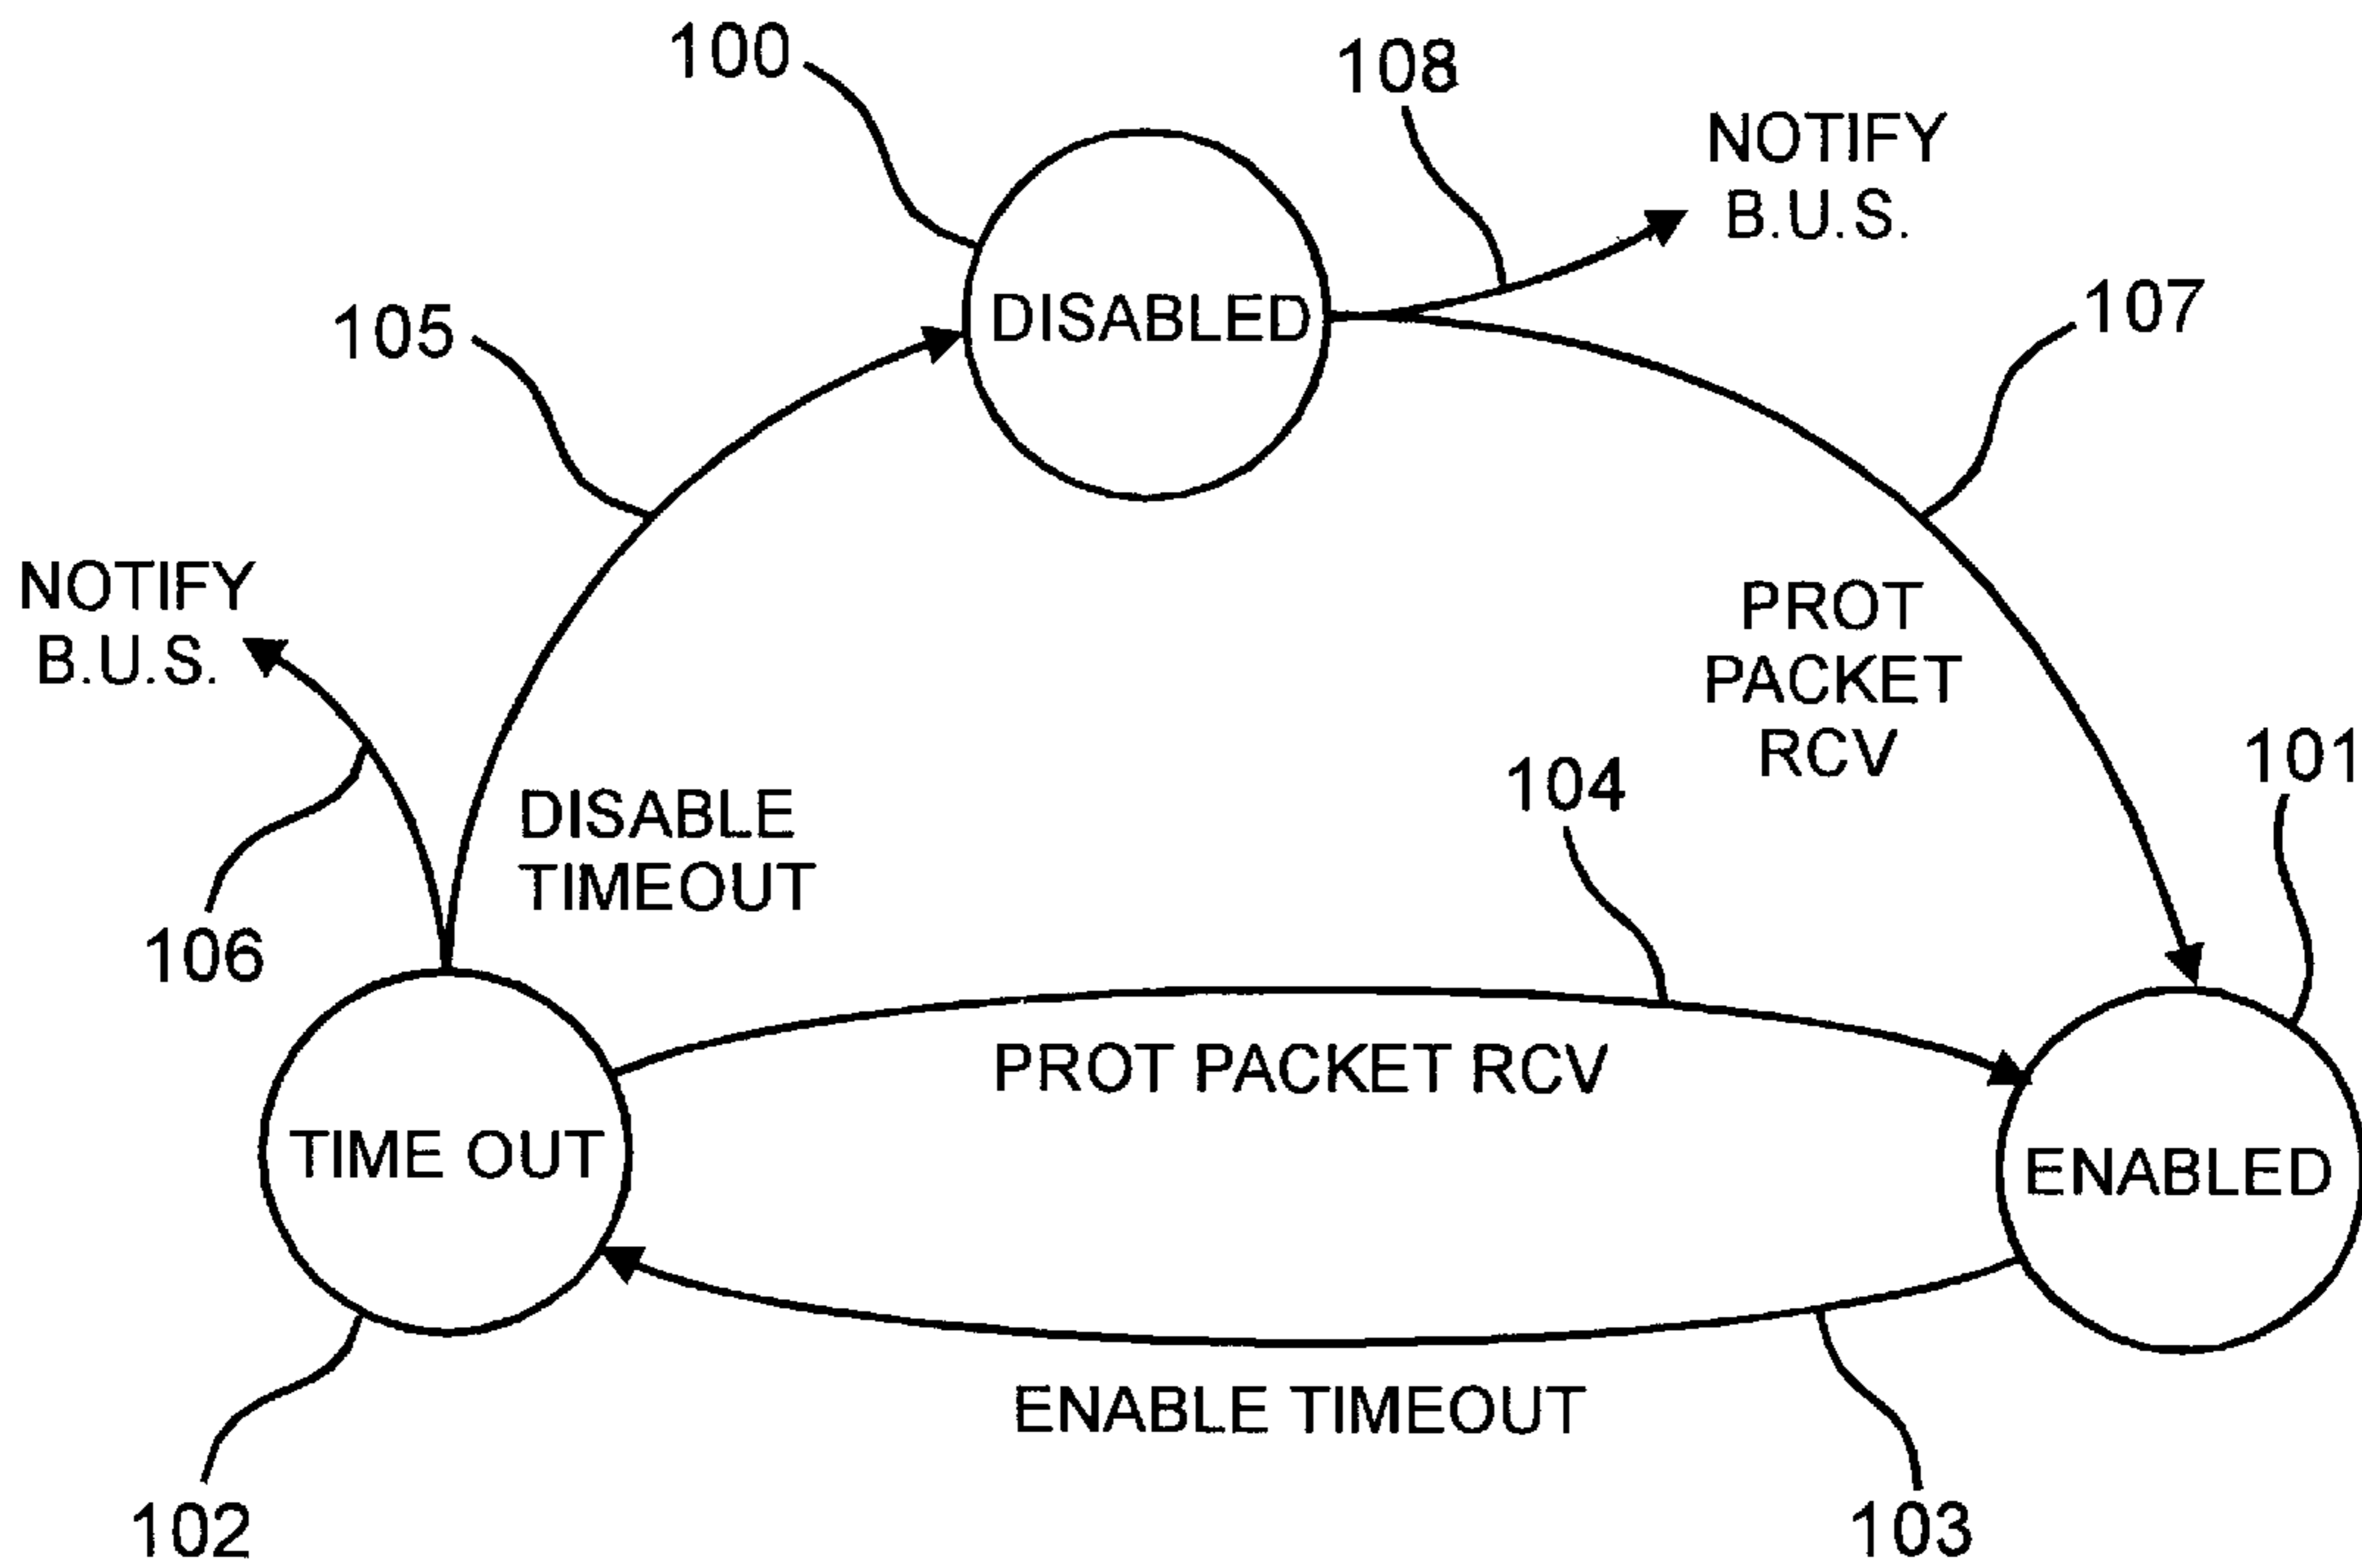 100
108
NOTIFY
B.U.S.
107
105
DISABLED
NOTIFY
B.U.S.
PROT
PACKET
RCV
101
104
DISABLE
TIMEOUT
106
PROT PACKET RCV
TIME OUT
ENABLED
ENABLE TIMEOUT
102
103